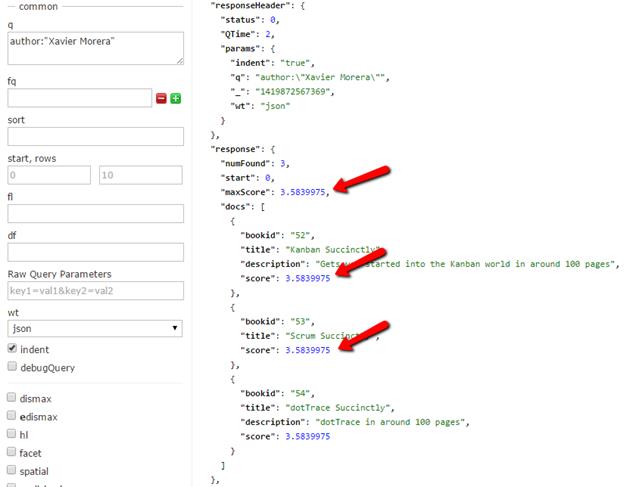 common
q
author:"Xavier Morera"
fq
sort
start, rows
0 10
fl
df
Raw Query Parameters
key1=val1&key2=val2
wt
json
indent
debugQuery
dismax
edismax
hl
facet
spatial
"responseHeader": {
"status": 0,
"QTime": 2,
"params": {
"indent": "true",
"q": "author:\"Xavier Morera\"",
"_": "1419872567369",
"wt": "json"
}
},
"response": {
"numFound": 3,
"start": 0,
"maxScore": 3.5839975,
"docs": [
{
"bookid": "52",
"title": "Kanban Succinctly",
"description": "Gets started into the Kanban world in around 100 pages",
"score": 3.5839975
},
{
"bookid": "53",
"title": "Scrum
"score": 3.5839975
},
{
"bookid": "54",
"title": "dotTrace Succinctly",
"description": "dotTrace in around 100 pages",
"score": 3.5839975
}
]
},